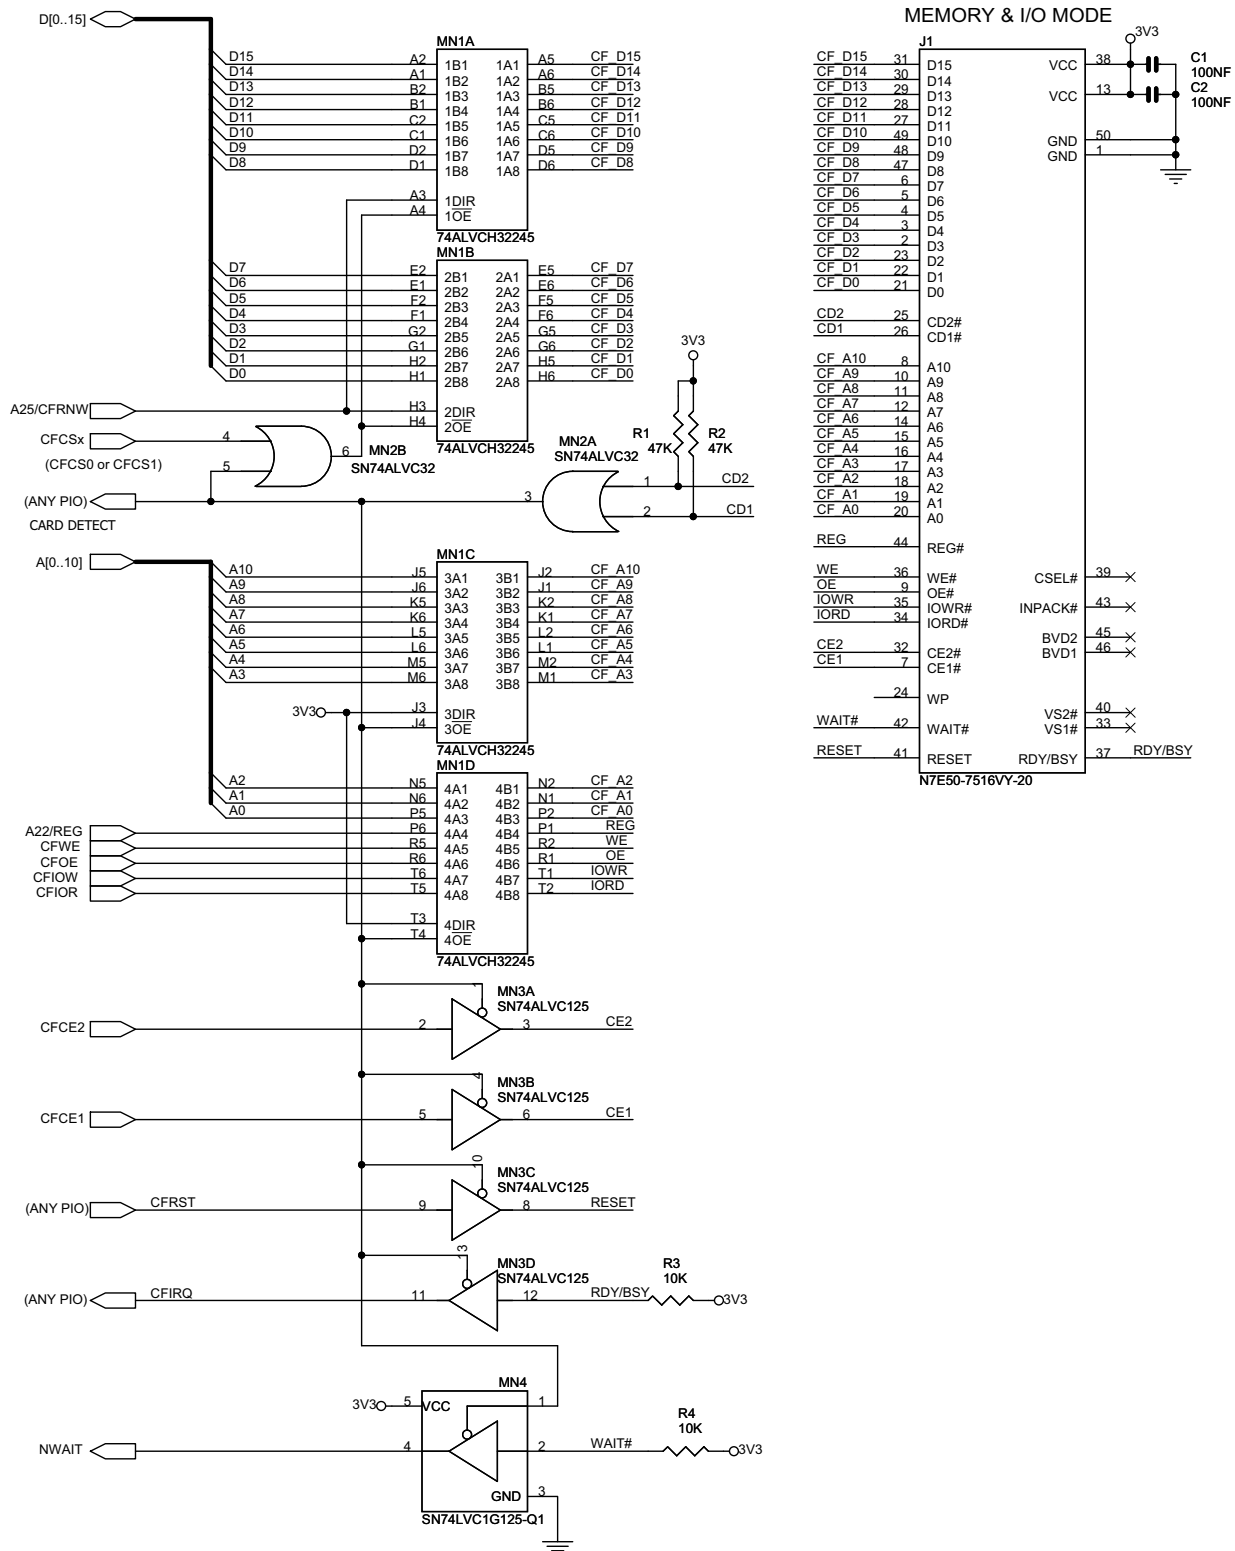 MEMORY & I/O MODE
D[0..15]
MN1A
D15 A2 1B1 1A1 A5 CF_D15
D14 A1 1B2 1A2 A6 CF_D14
D13 B2 1B3 1A3 B5 CF_D13
D12 B1 1B4 1A4 B6 CF_D12
D11 C2 1B5 1A5 C5 CF_D11
D10 C1 1B6 1A6 C6 CF_D10
D9 D2 1B7 1A7 D5 CF_D9
D8 D1 1B8 1A8 D6 CF_D8
A3 1DIR
A4 1OE
74ALVCH32245
MN1B
D7 E2 2B1 2A1 E5 CF_D7
D6 E1 2B2 2A2 E6 CF_D6
D5 F2 2B3 2A3 F5 CF_D5
D4 F1 2B4 2A4 F6 CF_D4
D3 G2 2B5 2A5 G5 CF_D3
D2 G1 2B6 2A6 G6 CF_D2
D1 H2 2B7 2A7 H5 CF_D1
D0 H1 2B8 2A8 H6 CF_D0
A25/CFRNW H3 2DIR
H4 2OE
74ALVCH32245
CFCSx 4
(CFCS0 or CFCS1) 5
6 MN2B
SN74ALVC32
3V3
R1
47K
R2
47K
MN2A
SN74ALVC32
1 CD2
2 CD1
3
(ANY PIO)
CARD DETECT
A[0..10]
MN1C
A10 J5 3A1 3B1 J2 CF_A10
A9 J6 3A2 3B2 J1 CF_A9
A8 K5 3A3 3B3 K2 CF_A8
A7 K6 3A4 3B4 K1 CF_A7
A6 L5 3A5 3B5 L2 CF_A6
A5 L6 3A6 3B6 L1 CF_A5
A4 M5 3A7 3B7 M2 CF_A4
A3 M6 3A8 3B8 M1 CF_A3
3V3 J3 3DIR
J4 3OE
74ALVCH32245
MN1D
A2 N5 4A1 4B1 N2 CF_A2
A1 N6 4A2 4B2 N1 CF_A1
A0 P5 4A3 4B3 P2 CF_A0
A22/REG P6 4A4 4B4 P1 REG
CFWE R5 4A5 4B5 R2 WE
CFOE R6 4A6 4B6 R1 OE
CFIOW T6 4A7 4B7 T1 IOWR
CFIOR T5 4A8 4B8 T2 IORD
T3 4DIR
T4 4OE
74ALVCH32245
1 MN3A
SN74ALVC125
CFCE2 2 3 CE2
4 MN3B
SN74ALVC125
CFCE1 5 6 CE1
10 MN3C
SN74ALVC125
(ANY PIO) CFRST 9 8 RESET
13 MN3D
SN74ALVC125
(ANY PIO) CFIRQ 11 12 RDY/BSY
R3
10K
3V3
MN4
3V3 5 VCC 1
NWAIT 4 2 WAIT#
R4
10K
3V3
GND 3
SN74LVC1G125-Q1
J1
CF_D15 31 D15
CF_D14 30 D14
CF_D13 29 D13
CF_D12 28 D12
CF_D11 27 D11
CF_D10 49 D10
CF_D9 48 D9
CF_D8 47 D8
CF_D7 6 D7
CF_D6 5 D6
CF_D5 4 D5
CF_D4 3 D4
CF_D3 2 D3
CF_D2 23 D2
CF_D1 22 D1
CF_D0 21 D0
CD2 25 CD2#
CD1 26 CD1#
CF_A10 8 A10
CF_A9 10 A9
CF_A8 11 A8
CF_A7 12 A7
CF_A6 14 A6
CF_A5 15 A5
CF_A4 16 A4
CF_A3 17 A3
CF_A2 18 A2
CF_A1 19 A1
CF_A0 20 A0
REG 44 REG#
WE 36 WE#
OE 9 OE#
IOWR 35 IOWR#
IORD 34 IORD#
CE2 32 CE2#
CE1 7 CE1#
24 WP
WAIT# 42 WAIT#
RESET 41 RESET
3V3
VCC 38
C1
100NF
VCC 13
C2
100NF
GND 50
GND 1
CSEL# 39
INPACK# 43
BVD2 45
BVD1 46
VS2# 40
VS1# 33
RDY/BSY 37 RDY/BSY
N7E50-7516VY-20